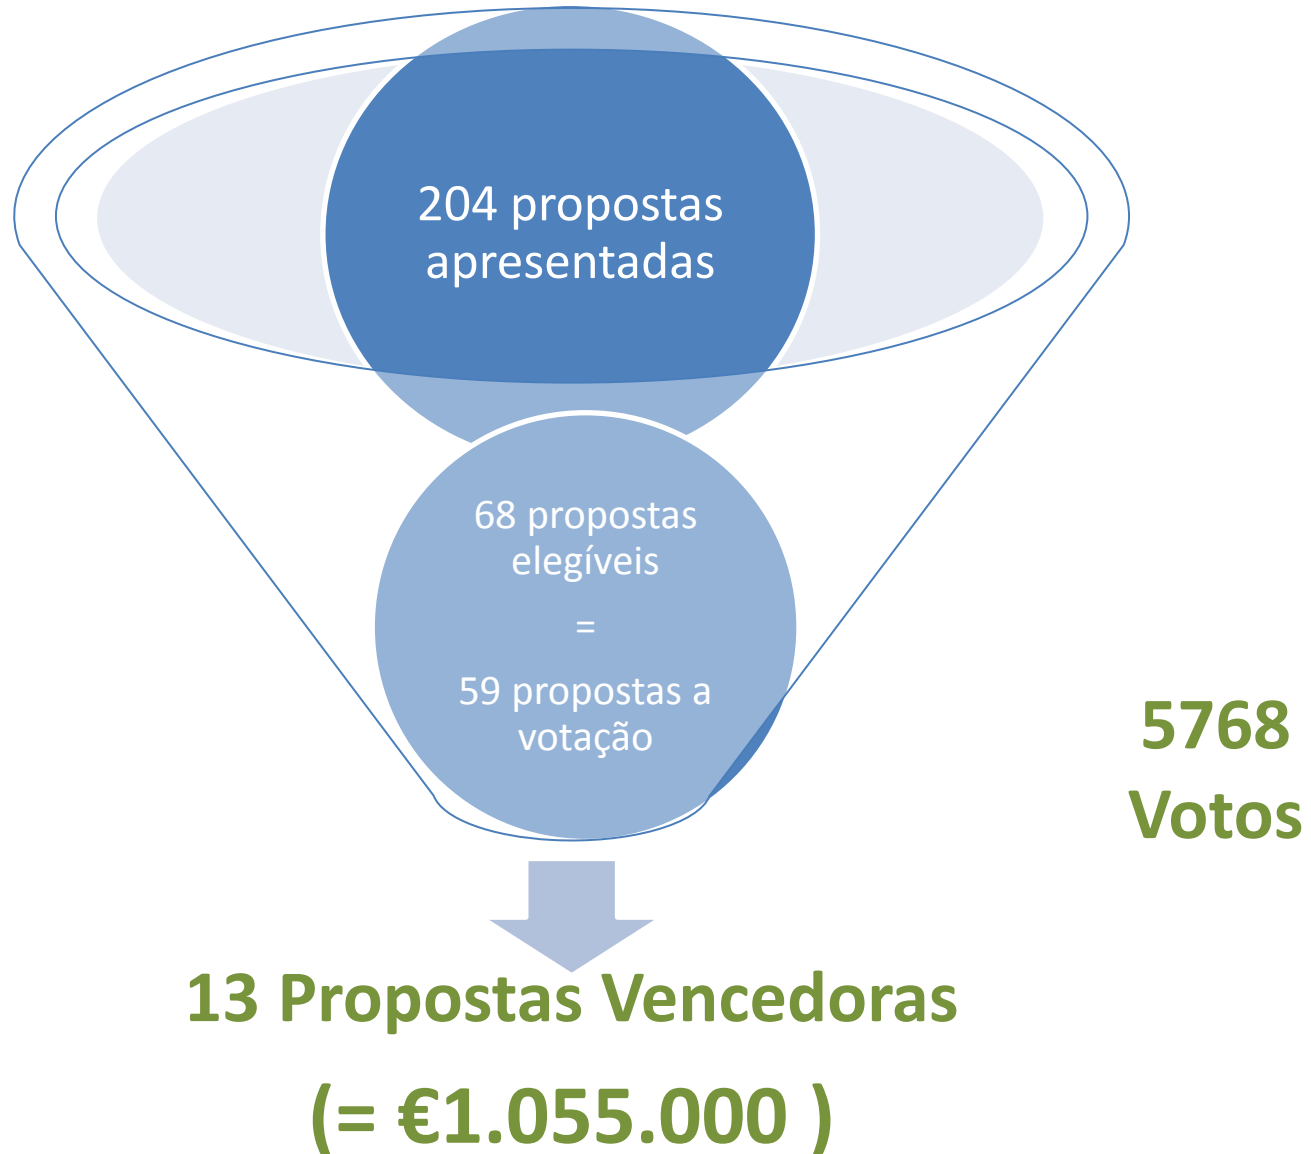 204 propostas
apresentadas
68 propostas
elegíveis
=
59 propostas a
votação
5768
Votos
13 Propostas Vencedoras
(= €1.055.000 )